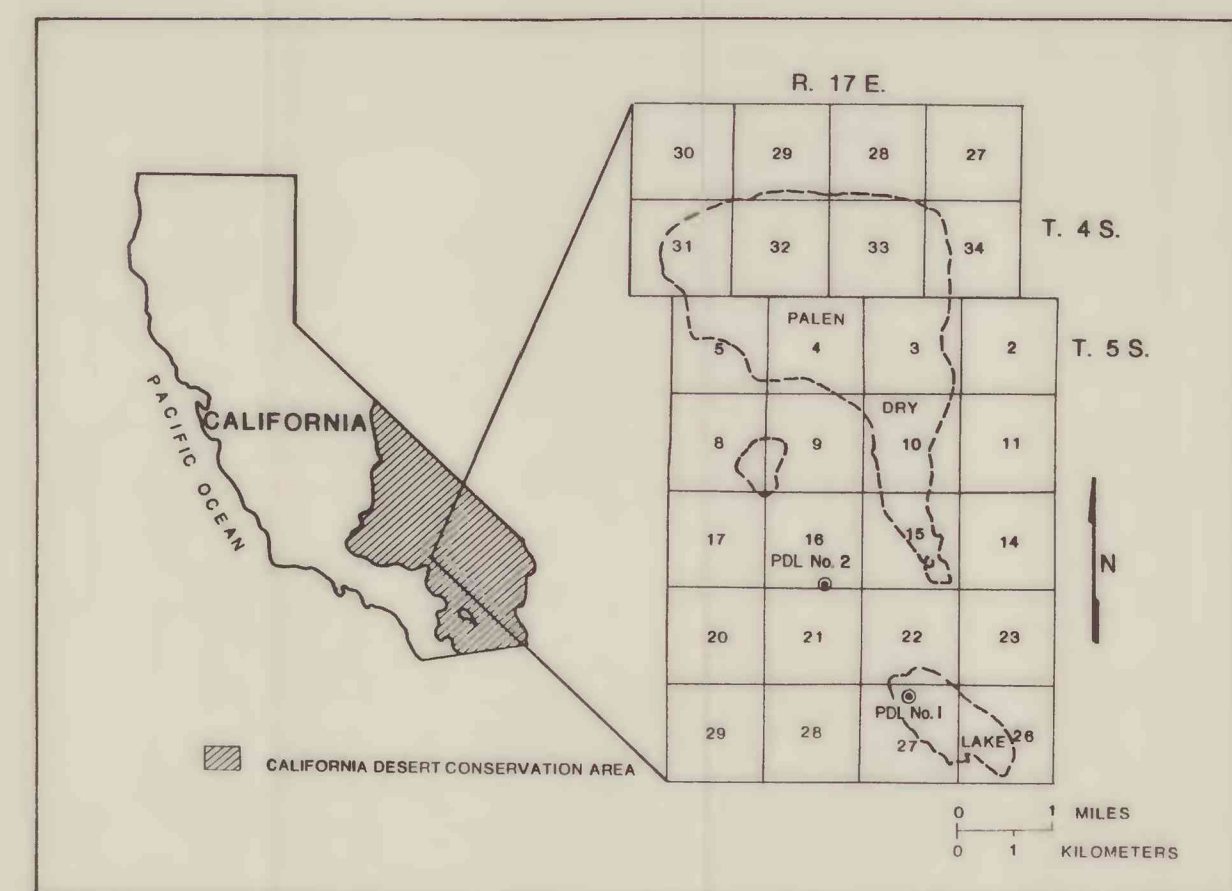 R. 17 E.
30 29 28 27
31 32 33 34
T. 4 S.
PALEN
5 4 3 2
T. 5 S.
DRY
8 9 10 11
17 16 15 14
PDL No. 2
20 21 22 23
PDL No. 1
29 28 27 LAKE 26
N
PACIFIC OCEAN
CALIFORNIA
CALIFORNIA DESERT CONSERVATION AREA
0 1 MILES
0 1 KILOMETERS